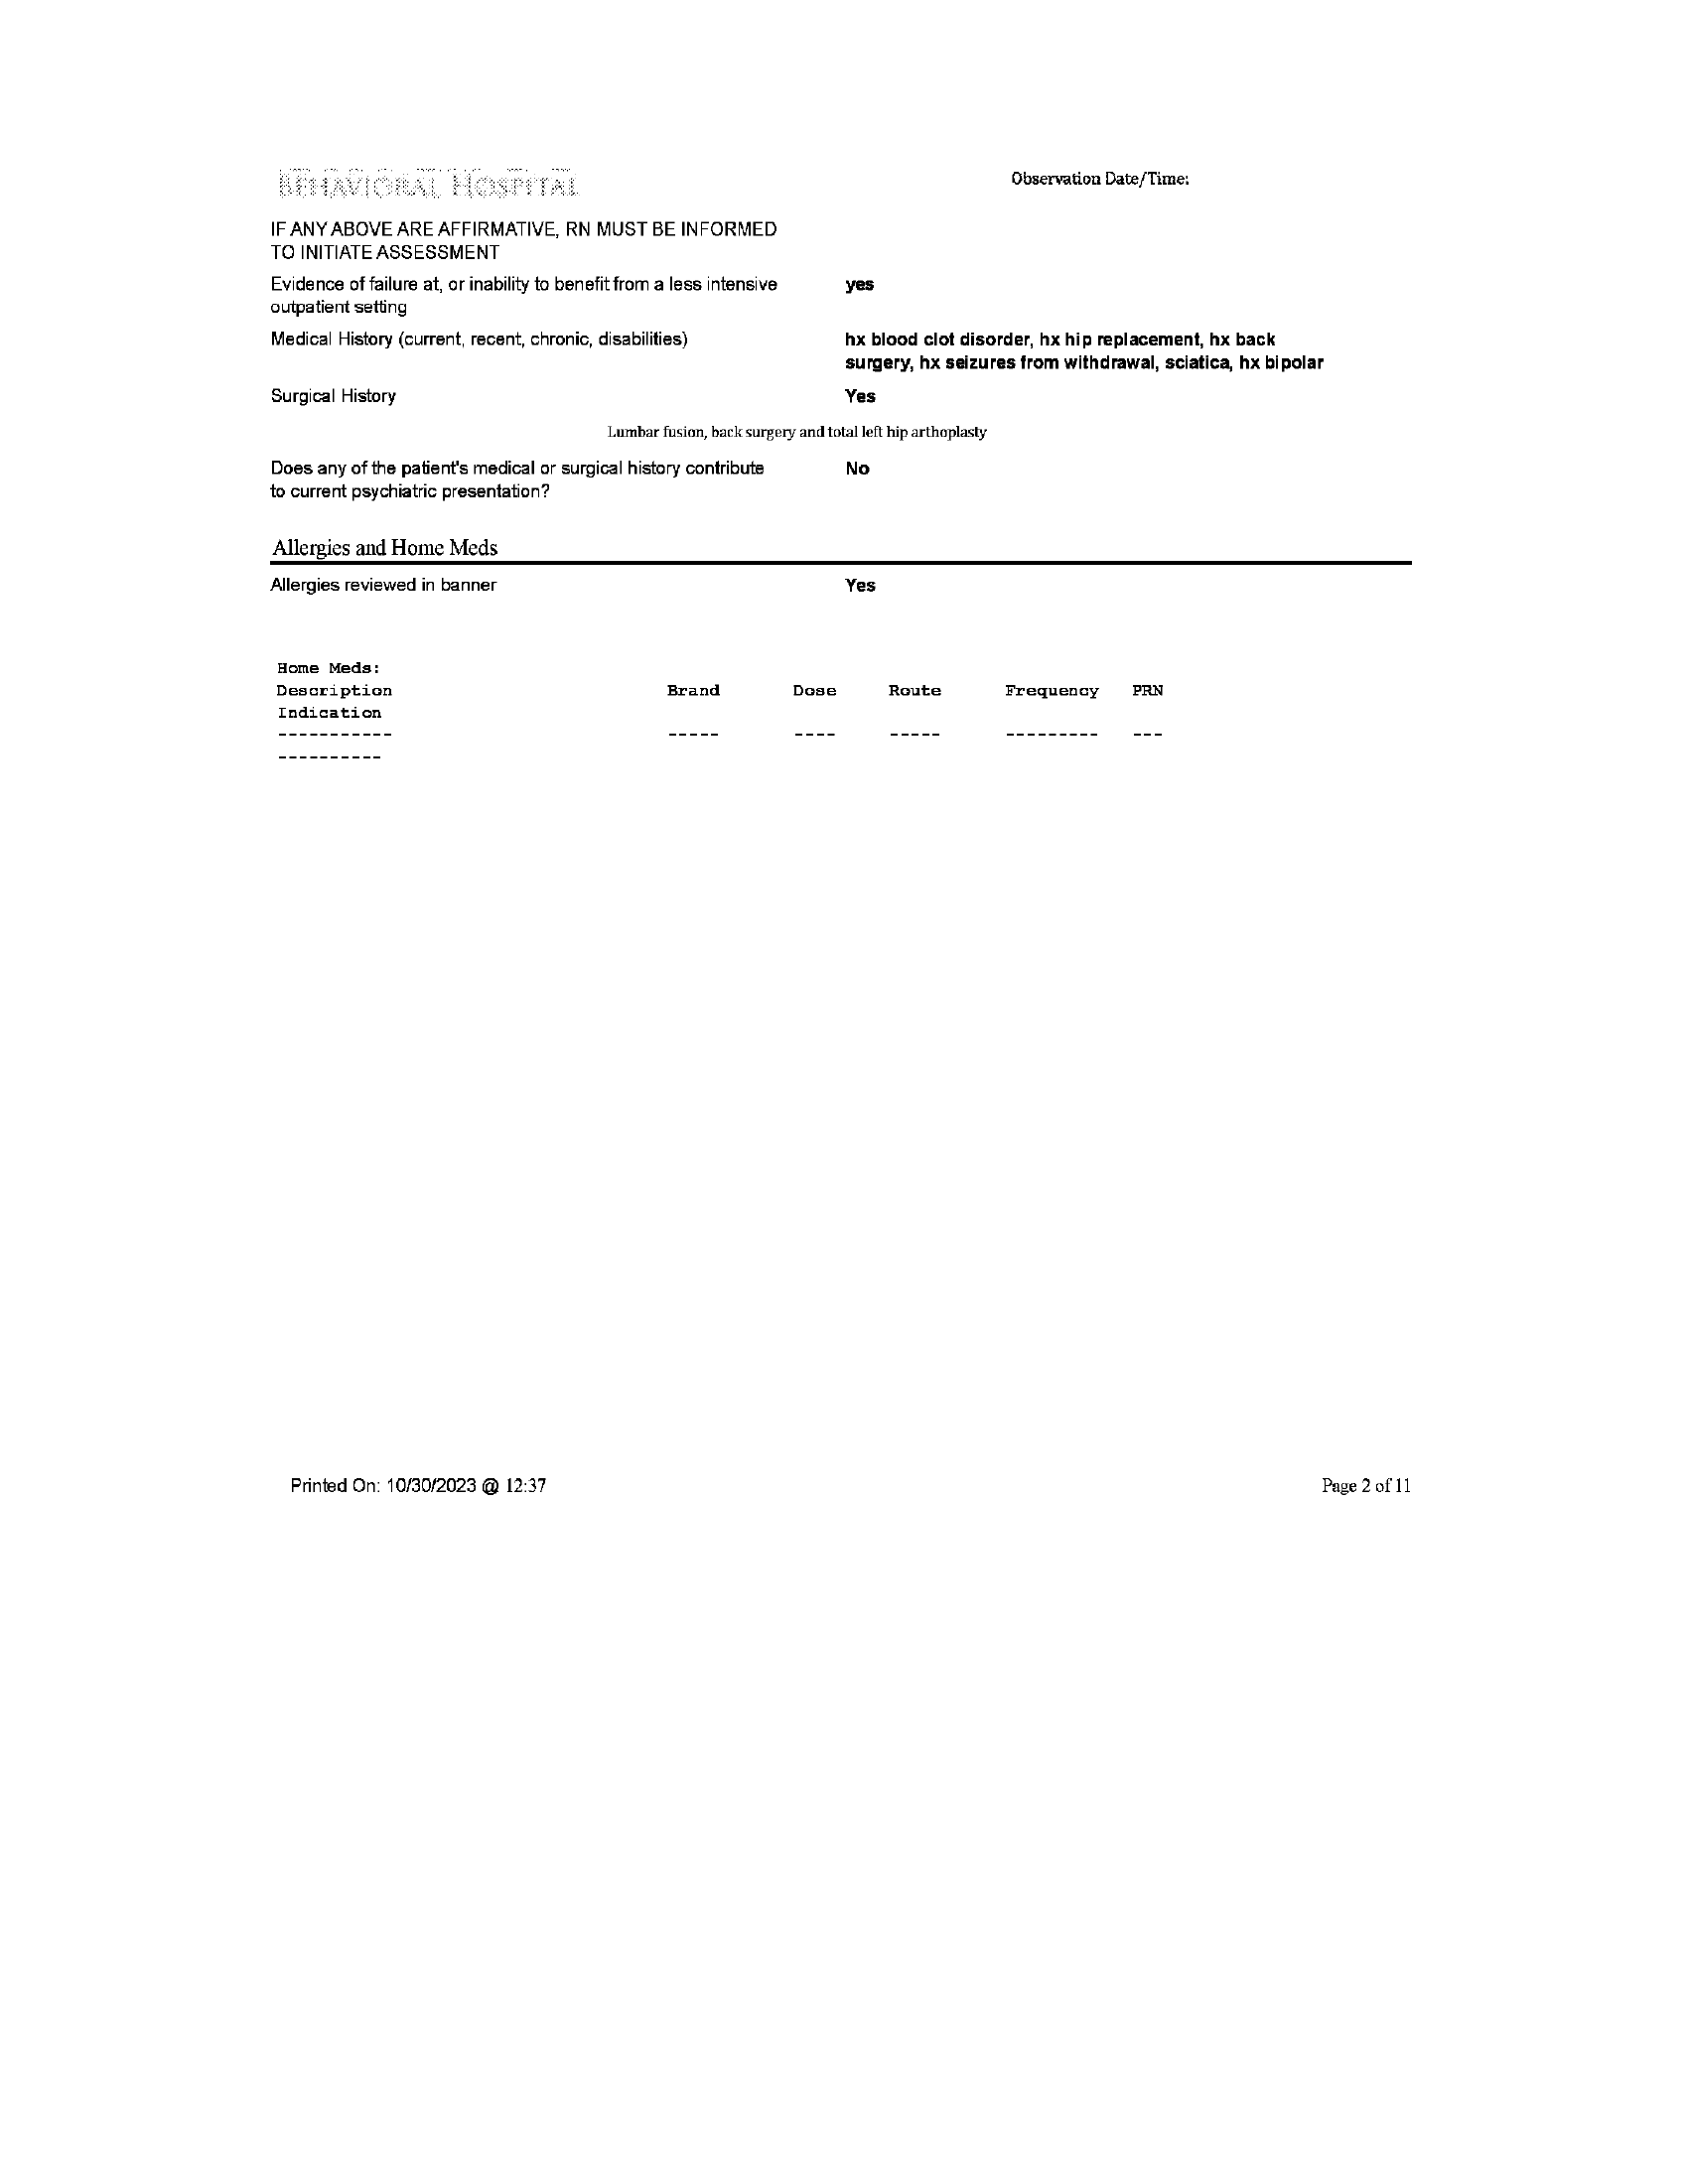 BEHAVIORAL HOSPITAL
Observation Date/Time:
IF ANY ABOVE ARE AFFIRMATIVE, RN MUST BE INFORMED
TO INITIATE ASSESSMENT
Evidence of failure at, or inability to benefit from a less intensive yes
outpatient setting
Medical History (current, recent, chronic, disabilities) hx blood clot disorder, hx hip replacement, hx back
surgery, hx seizures from withdrawal, sciatica, hx bipolar
Surgical History Yes
Lumbar fusion, back surgery and total left hip arthoplasty
Does any of the patient's medical or surgical history contribute No
to current psychiatric presentation?
Allergies and Home Meds
Allergies reviewed in banner Yes
Home Meds:
Description Brand Dose Route Frequency PRN
Indication
----------- ----- ---- ----- --------- ---
----------
Printed On: 10/30/2023 @ 12:37 Page 2 of 11